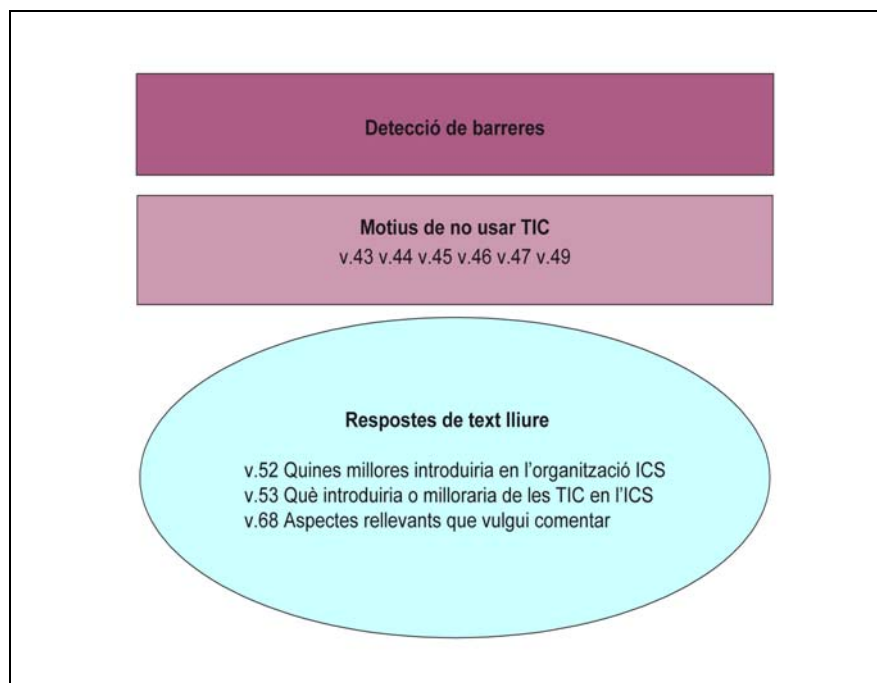 Detecció de barreres
Motius de no usar TIC
v.43 v.44 v.45 v.46 v.47 v.49
Respostes de text lliure
v.52 Quines millores introduiria en l'organització ICS
v.53 Què introduiria o milloraria de les TIC en l'ICS
v.68 Aspectes rellevants que vulgui comentar